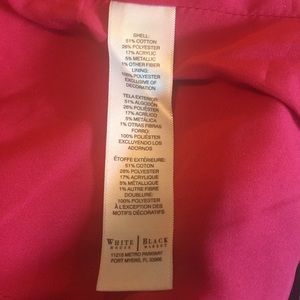 SHELL:
51% COTTON
26% POLYESTER
17% ACRYLIC
5% METALLIC
1% OTHER FIBER
LINING:
100% POLYESTER
EXCLUSIVE OF
DECORATION
TELA EXTERIOR:
51% ALGODÓN
26% POLIÉSTER
17% ACRÍLICO
5% METÁLICA
1% OTRAS FIBRAS
FORRO:
100% POLIÉSTER
EXCLUYENDO LOS
ADORNOS
ÉTOFFE EXTÉRIEURE:
51% COTON
26% POLYESTER
17% ACRYLIQUE
5% MÉTALLIQUE
1% AUTRE FIBRE
DOUBLURE:
100% POLYESTER
À L'EXCEPTION DES
MOTIFS DÉCORATIFS
WHITE | BLACK
HOUSE | MARKET
11215 METRO PARKWAY
FORT MYERS, FL 33966